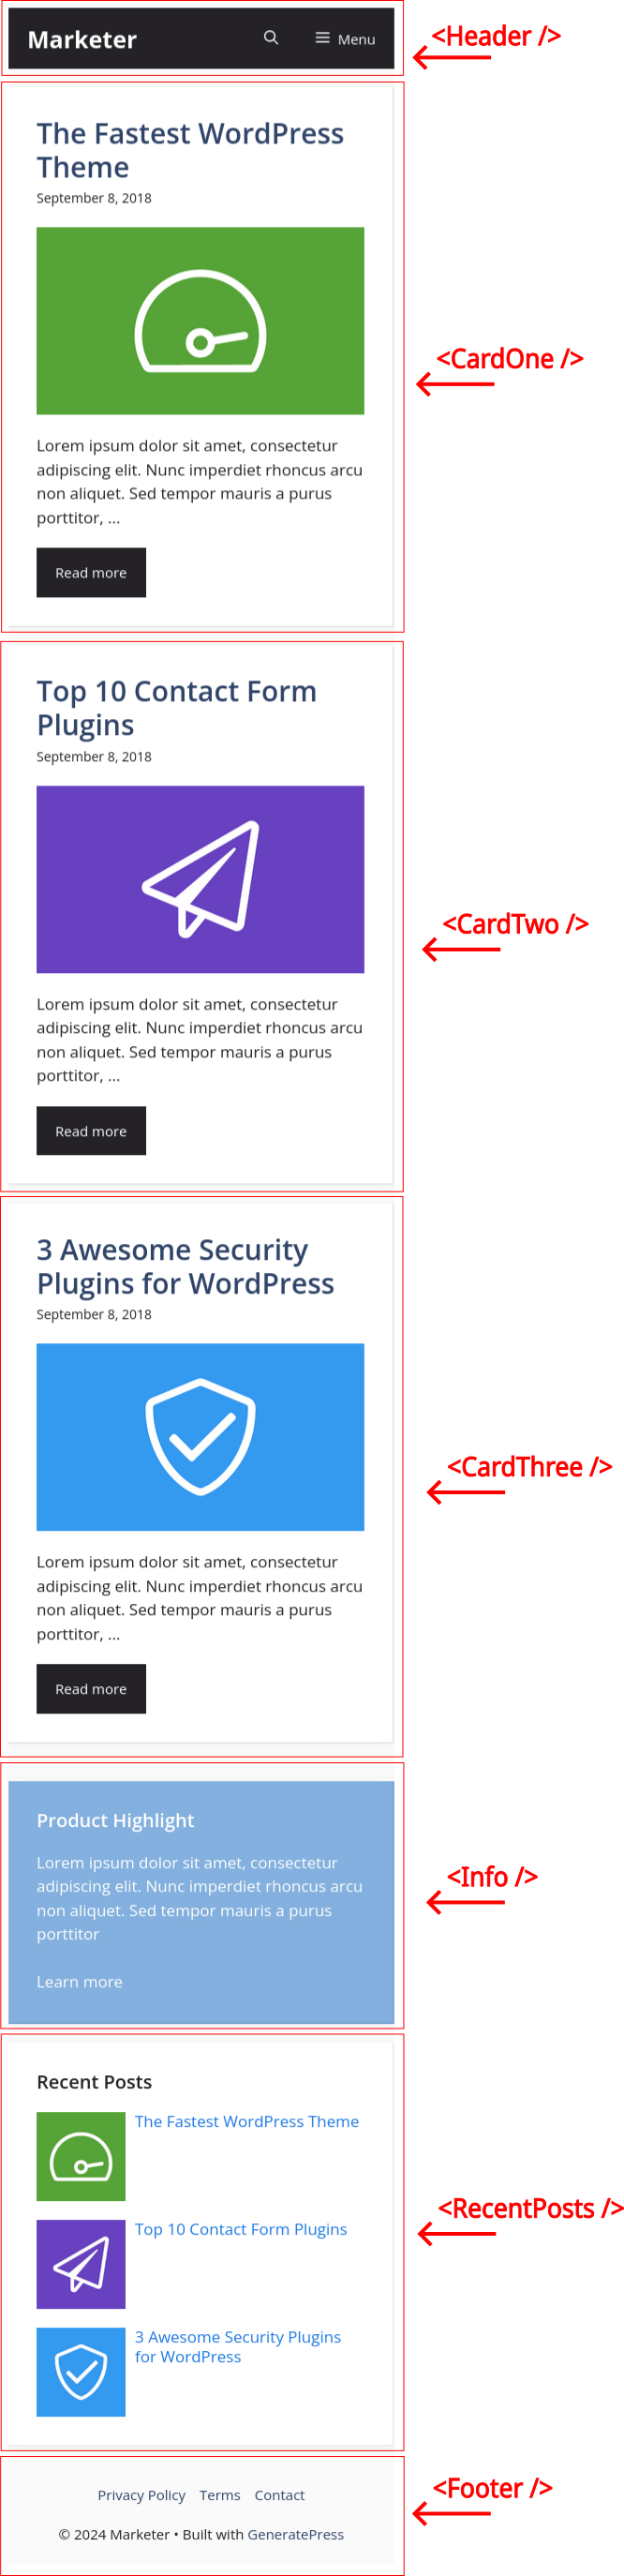 Marketer
Menu
<Header />
The Fastest WordPress
Theme
September 8, 2018
<CardOne />
Lorem ipsum dolor sit amet, consectetur
adipiscing elit. Nunc imperdiet rhoncus arcu
non aliquet. Sed tempor mauris a purus
porttitor, ...
Read more
Top 10 Contact Form
Plugins
September 8, 2018
<CardTwo />
Lorem ipsum dolor sit amet, consectetur
adipiscing elit. Nunc imperdiet rhoncus arcu
non aliquet. Sed tempor mauris a purus
porttitor, ...
Read more
3 Awesome Security
Plugins for WordPress
September 8, 2018
<CardThree />
Lorem ipsum dolor sit amet, consectetur
adipiscing elit. Nunc imperdiet rhoncus arcu
non aliquet. Sed tempor mauris a purus
porttitor, ...
Read more
Product Highlight
<Info />
Lorem ipsum dolor sit amet, consectetur
adipiscing elit. Nunc imperdiet rhoncus arcu
non aliquet. Sed tempor mauris a purus
porttitor
Learn more
Recent Posts
The Fastest WordPress Theme
<RecentPosts />
Top 10 Contact Form Plugins
3 Awesome Security Plugins
for WordPress
<Footer />
Privacy Policy Terms Contact
© 2024 Marketer • Built with GeneratePress